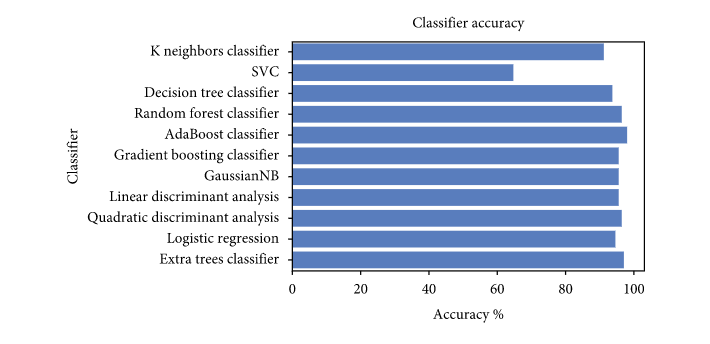 Classifier accuracy
K neighbors classifier
SVC
Decision tree classifier
Random forest classifier
AdaBoost classifier
Gradient boosting classifier
GaussianNB
Linear discriminant analysis
Quadratic discriminant analysis
Logistic regression
Extra trees classifier
Classifier
0 20 40 60 80 100
Accuracy %